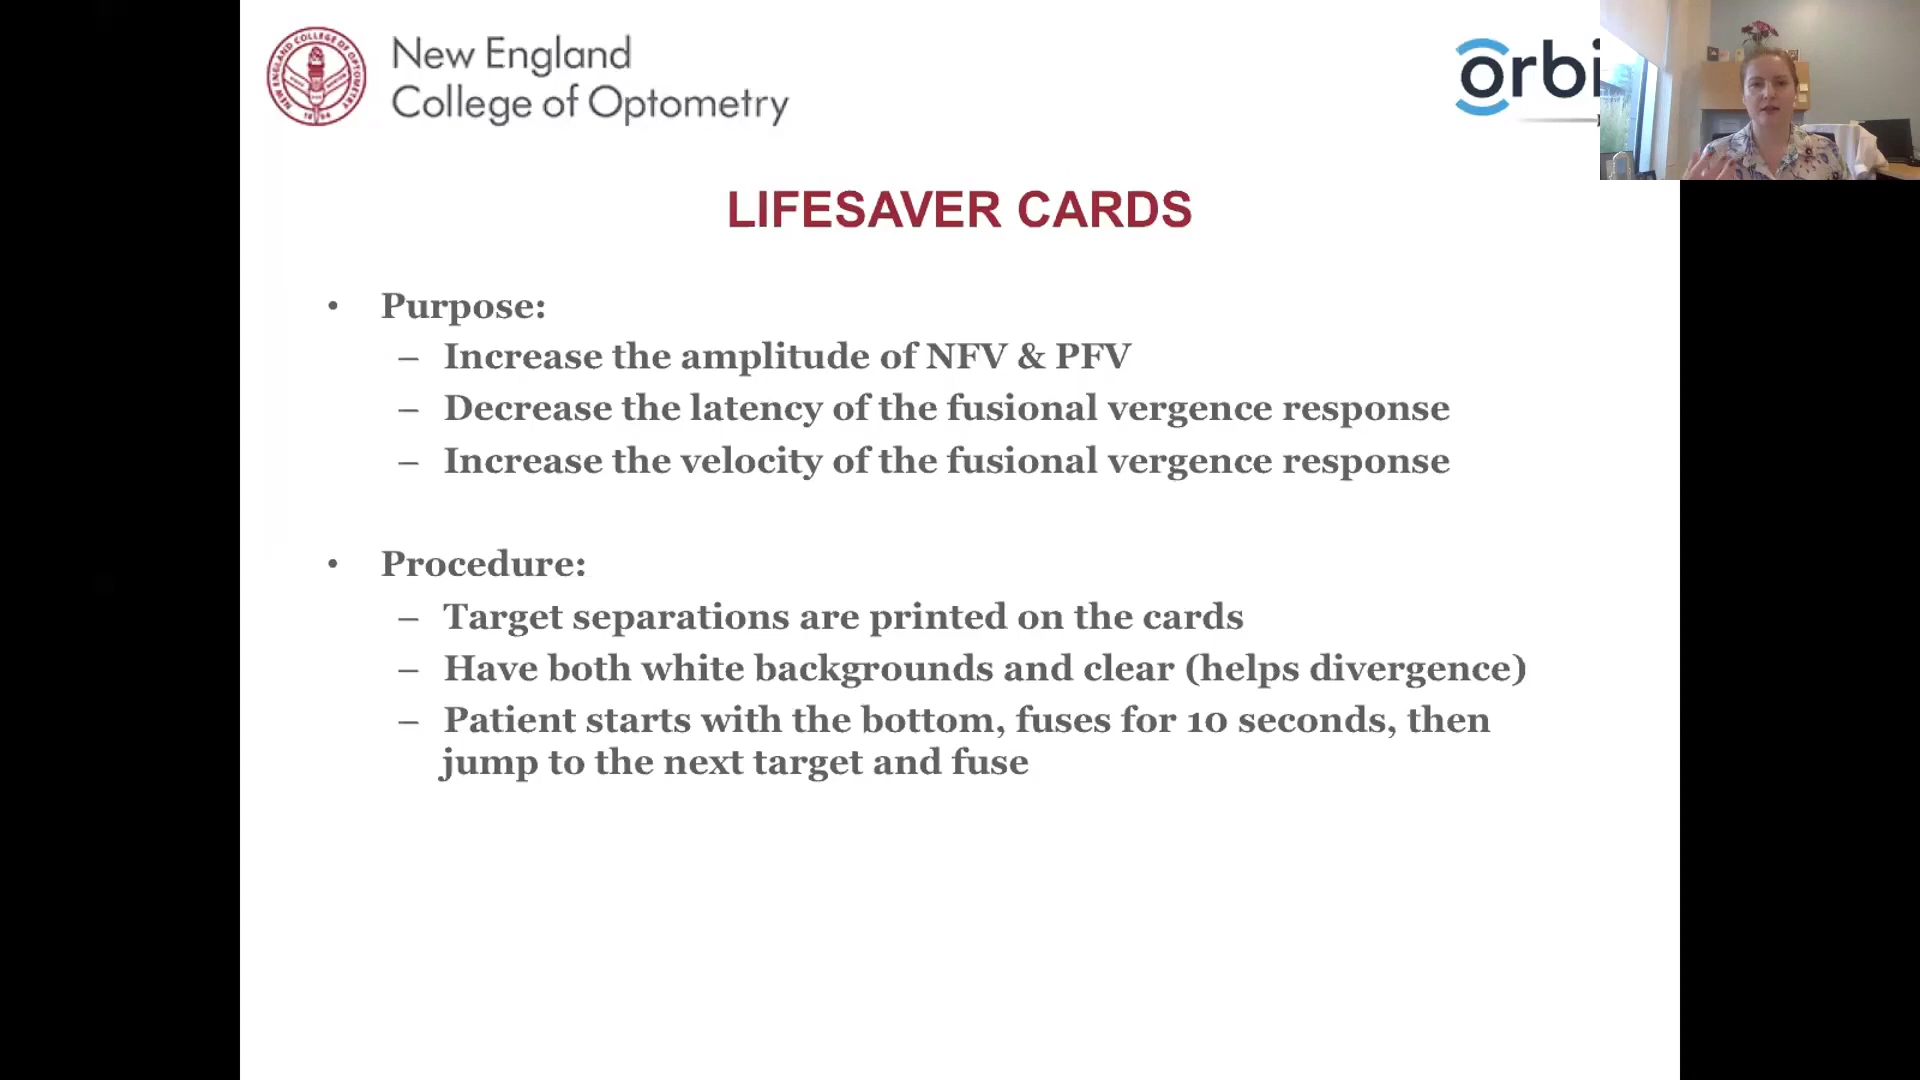 New England
College of Optometry
orbi
LIFESAVER CARDS
• Purpose:
– Increase the amplitude of NFV & PFV
– Decrease the latency of the fusional vergence response
– Increase the velocity of the fusional vergence response
• Procedure:
– Target separations are printed on the cards
– Have both white backgrounds and clear (helps divergence)
– Patient starts with the bottom, fuses for 10 seconds, then
jump to the next target and fuse